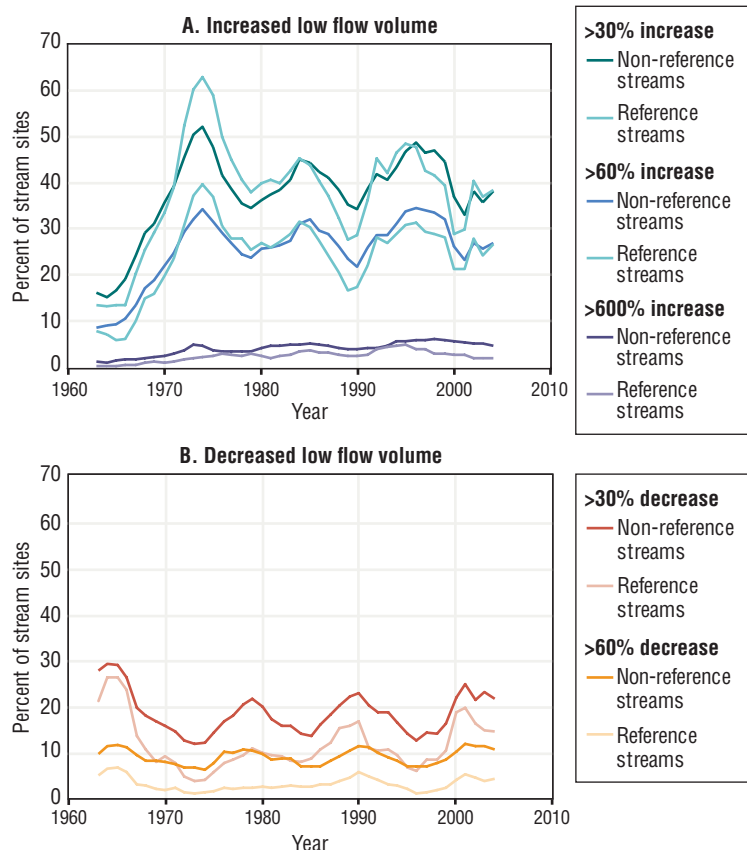 A. Increased low flow volume
Percent of stream sites
70
60
50
40
30
20
10
0
1960
1970
1980
1990
2000
2010
Year
>30% increase
Non-reference
streams
Reference
streams
>60% increase
Non-reference
streams
Reference
streams
>600% increase
Non-reference
streams
Reference
streams
B. Decreased low flow volume
Percent of stream sites
70
60
50
40
30
20
10
0
1960
1970
1980
1990
2000
2010
Year
>30% decrease
Non-reference
streams
Reference
streams
>60% decrease
Non-reference
streams
Reference
streams